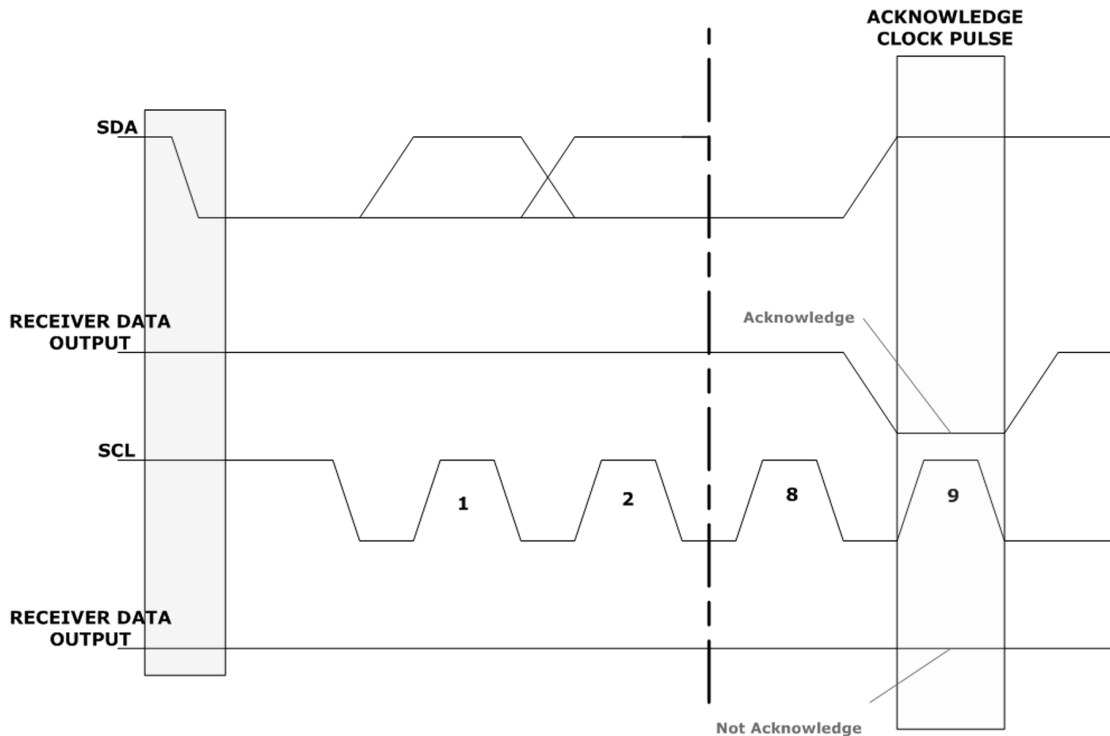 ACKNOWLEDGE
CLOCK PULSE
SDA
RECEIVER DATA
OUTPUT
Acknowledge
SCL
1
2
8
9
RECEIVER DATA
OUTPUT
Not Acknowledge